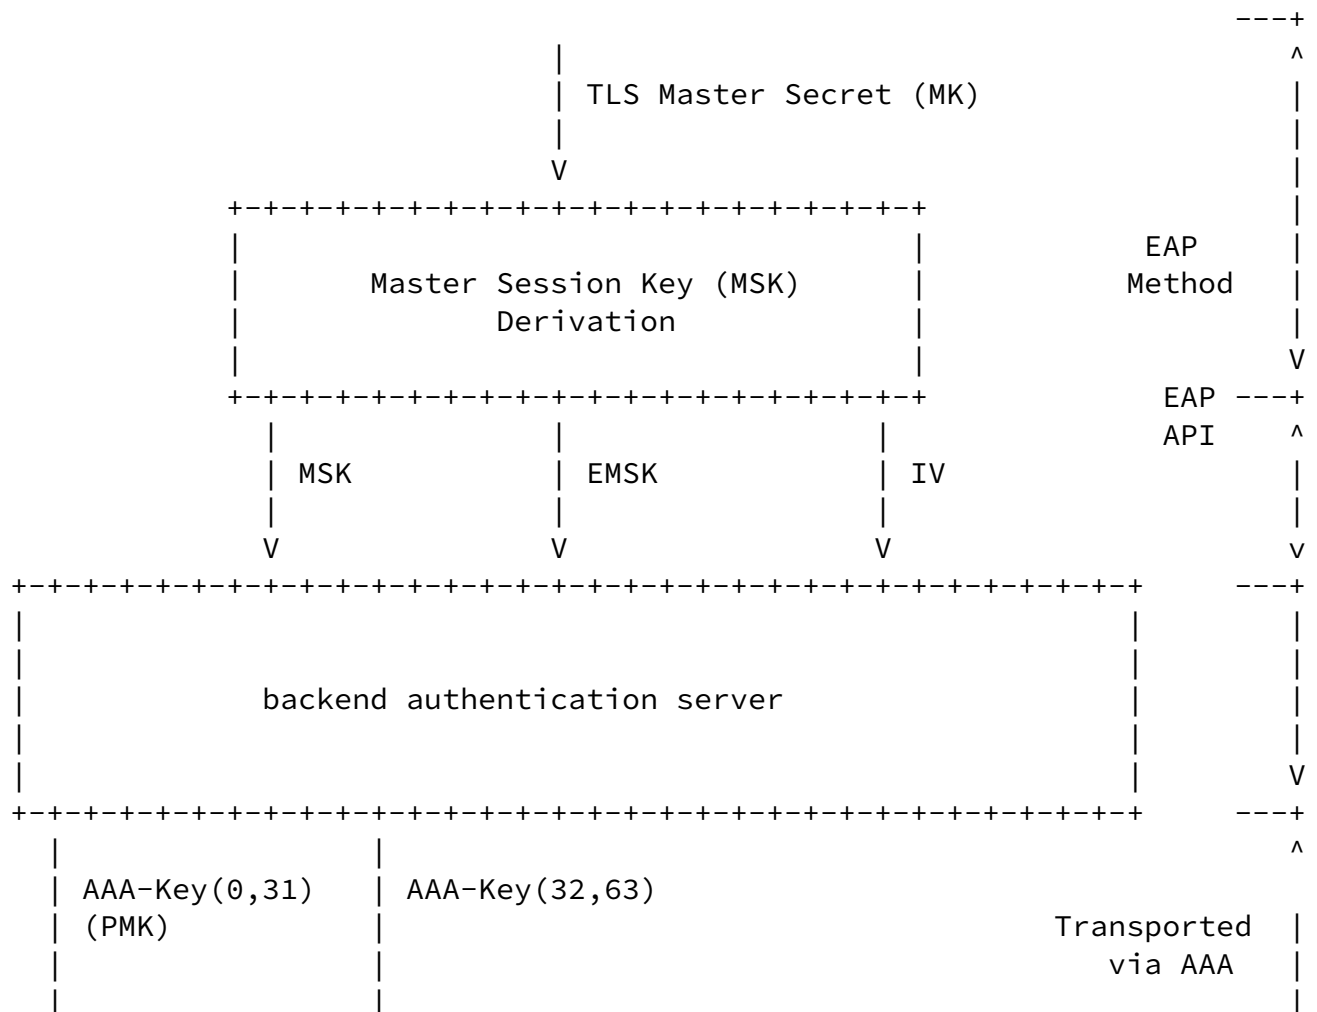 ---+
| ^
| TLS Master Secret (MK) |
| |
V |
+-+-+-+-+-+-+-+-+-+-+-+-+-+-+-+-+-+-+-+ |
| | EAP |
| Master Session Key (MSK) | Method |
| Derivation | |
| | V
+-+-+-+-+-+-+-+-+-+-+-+-+-+-+-+-+-+-+-+ EAP ---+
| | | API ^
| MSK | EMSK | IV |
| | | |
V V V v
+-+-+-+-+-+-+-+-+-+-+-+-+-+-+-+-+-+-+-+-+-+-+-+-+-+-+-+-+-+-+-+ ---+
| | |
| | |
| backend authentication server | |
| | |
| | V
+-+-+-+-+-+-+-+-+-+-+-+-+-+-+-+-+-+-+-+-+-+-+-+-+-+-+-+-+-+-+-+ ---+
| | ^
| AAA-Key(0,31) | AAA-Key(32,63)
| (PMK) | Transported |
| | via AAA |
| | |